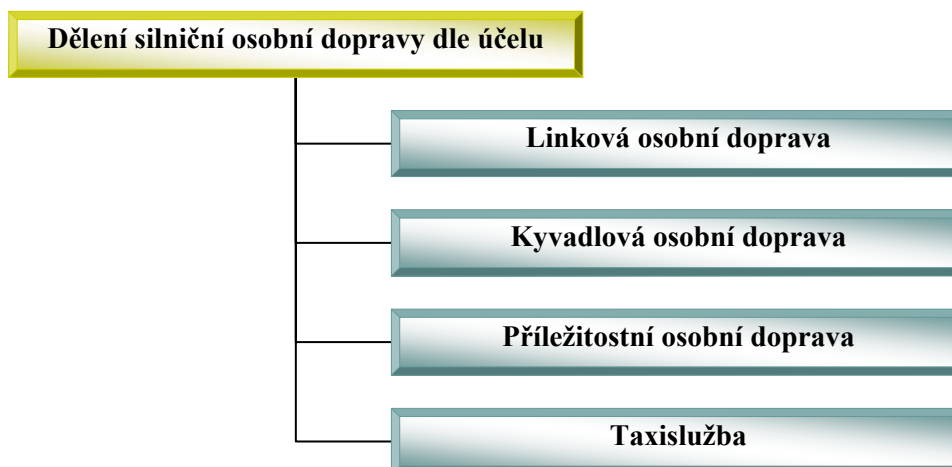 Dělení silniční osobní dopravy dle účelu
Linková osobní doprava
Kyvadlová osobní doprava
Příležitostní osobní doprava
Taxislužba